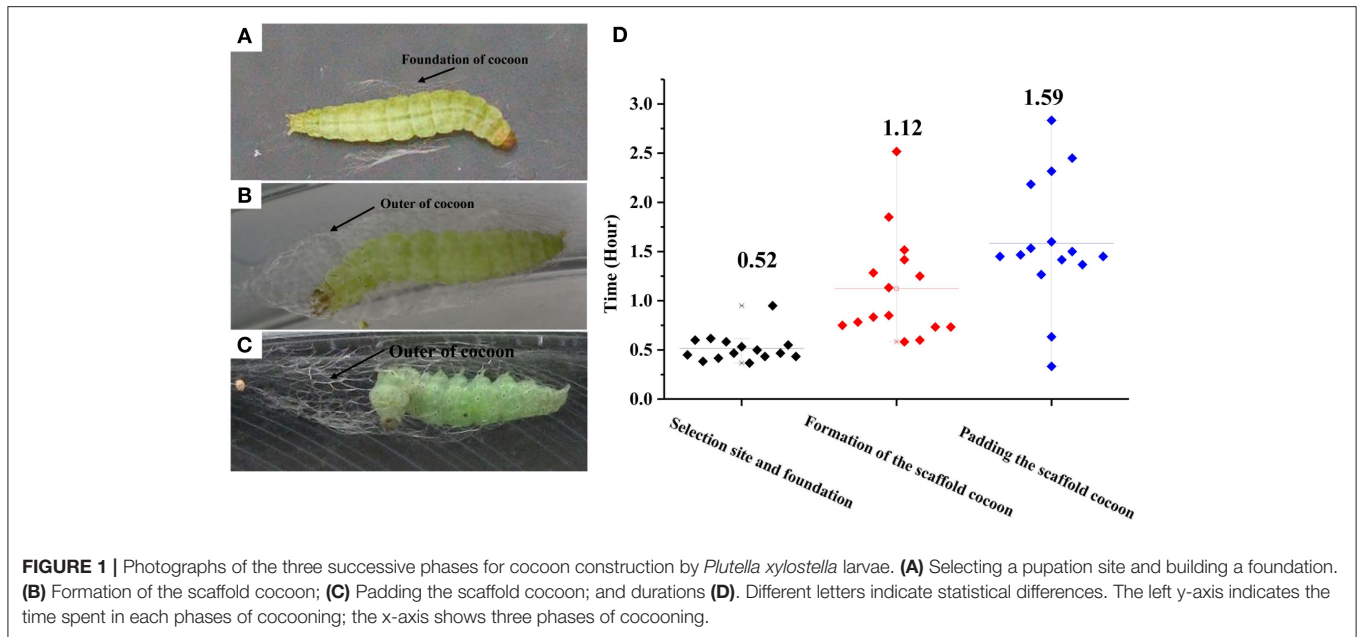 A
Foundation of cocoon
B
Outer of cocoon
C
Outer of cocoon
D
3.0
2.5
2.0
1.5
1.0
0.5
0.0
Time (Hour)
0.52
1.12
1.59
Selection site and foundation
Formation of the scaffold cocoon
Padding the scaffold cocoon
FIGURE 1 | Photographs of the three successive phases for cocoon construction by Plutella xylostella larvae. (A) Selecting a pupation site and building a foundation.
(B) Formation of the scaffold cocoon; (C) Padding the scaffold cocoon; and durations (D). Different letters indicate statistical differences. The left y-axis indicates the
time spent in each phases of cocooning; the x-axis shows three phases of cocooning.